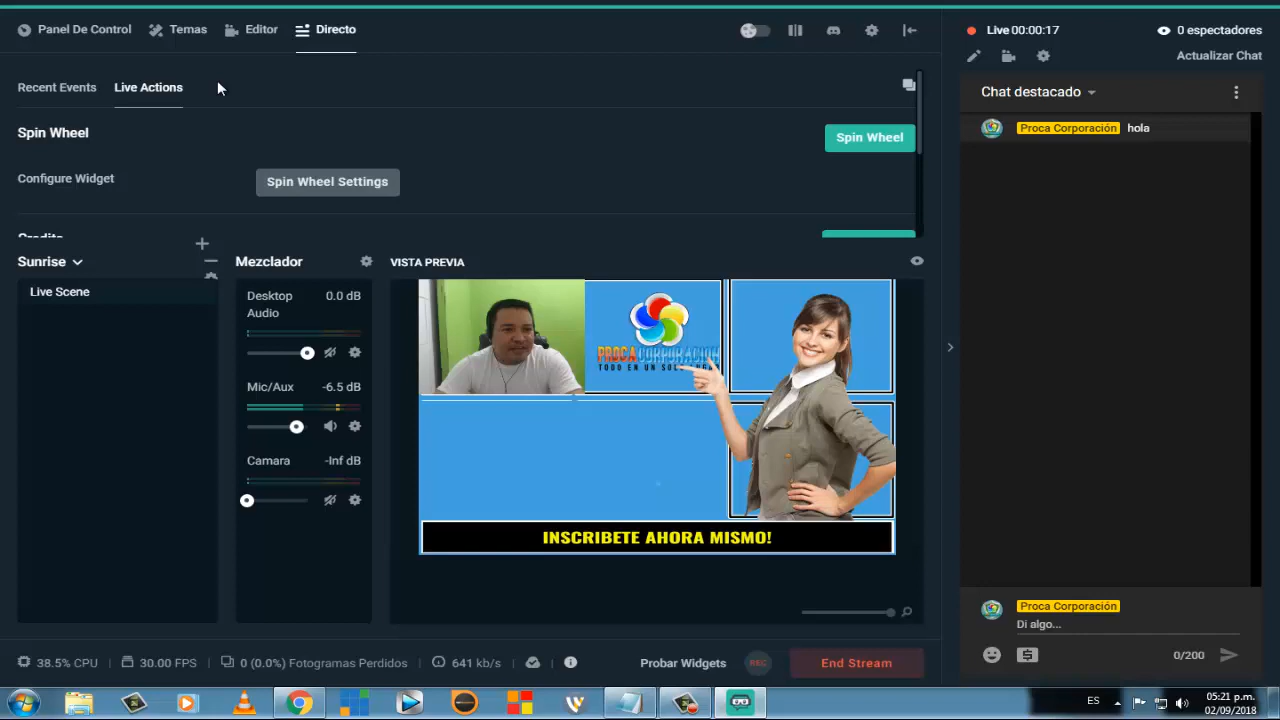 Panel De Control
Temas
Editor
Directo
Live 00:00:17
0 espectadores
Actualizar Chat
Recent Events
Live Actions
Chat destacado
Spin Wheel
Spin Wheel
Proca Corporación hola
Configure Widget
Spin Wheel Settings
Credits
Sunrise
Mezclador
VISTA PREVIA
Live Scene
Desktop Audio
0.0 dB
Mic/Aux
-6.5 dB
Camara
-Inf dB
PROCA CORPORACION
INSCRIBETE AHORA MISMO!
Proca Corporación
Di algo...
0/200
38.5% CPU
30.00 FPS
0 (0.0%) Fotogramas Perdidos
641 kb/s
Probar Widgets
REC
End Stream
ES
05:21 p.m.
02/09/2018